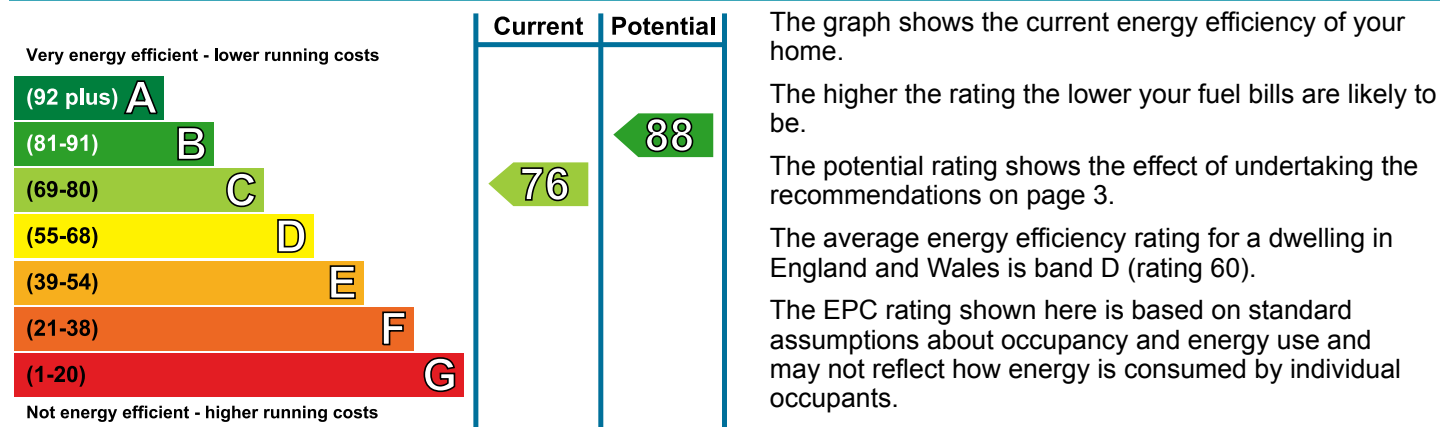 Current Potential
Very energy efficient - lower running costs
(92 plus) A
(81-91) B
(69-80) C
(55-68) D
(39-54) E
(21-38) F
(1-20) G
Not energy efficient - higher running costs
76
88
The graph shows the current energy efficiency of your
home.
The higher the rating the lower your fuel bills are likely to
be.
The potential rating shows the effect of undertaking the
recommendations on page 3.
The average energy efficiency rating for a dwelling in
England and Wales is band D (rating 60).
The EPC rating shown here is based on standard
assumptions about occupancy and energy use and
may not reflect how energy is consumed by individual
occupants.